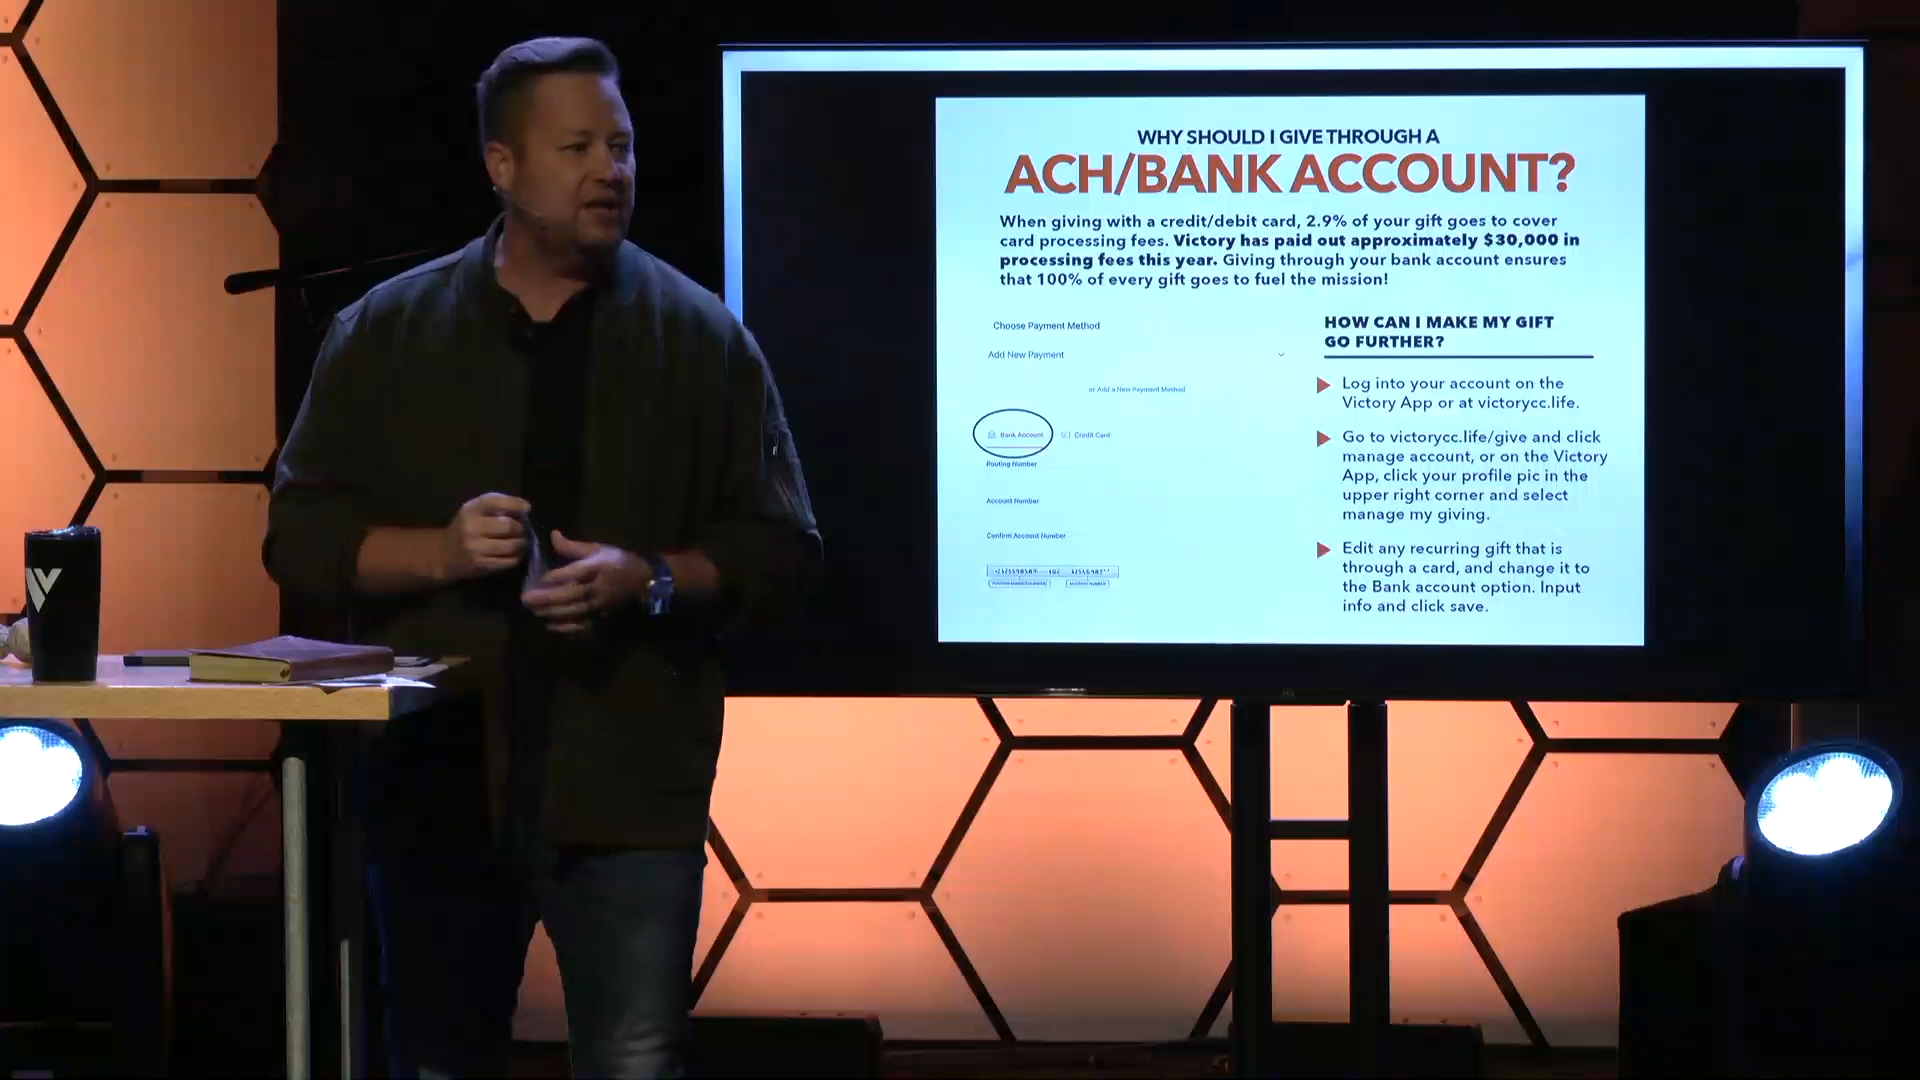 WHY SHOULD I GIVE THROUGH A
ACH/BANK ACCOUNT?
When giving with a credit/debit card, 2.9% of your gift goes to cover
card processing fees. Victory has paid out approximately $30,000 in
processing fees this year. Giving through your bank account ensures
that 100% of every gift goes to fuel the mission!
Choose Payment Method
Add New Payment
or Add a New Payment Method
Bank Account
Credit Card
Routing Number
Account Number
Confirm Account Number
HOW CAN I MAKE MY GIFT
GO FURTHER?
Log into your account on the
Victory App or at victorycc.life.
Go to victorycc.life/give and click
manage account, or on the Victory
App, click your profile pic in the
upper right corner and select
manage my giving.
Edit any recurring gift that is
through a card, and change it to
the Bank account option. Input
info and click save.